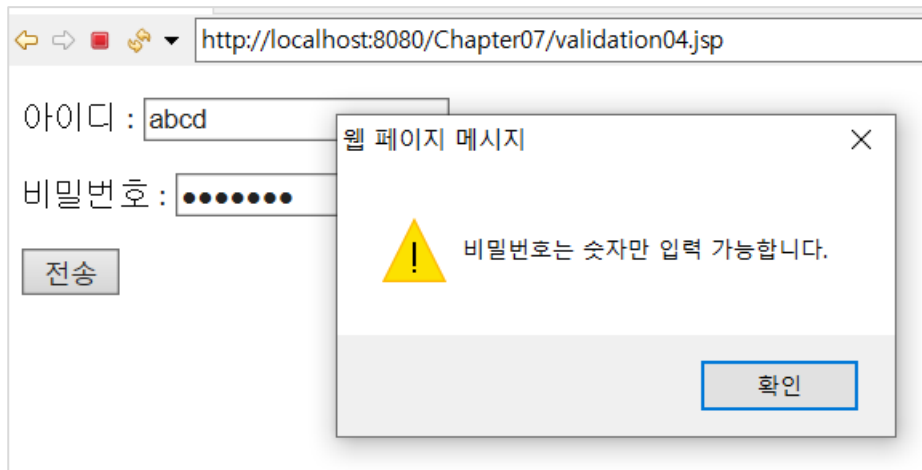 http://localhost:8080/Chapter07/validation04.jsp
아이디 : abcd
비밀번호 : ●●●●●●●
전송
웹 페이지 메시지
비밀번호는 숫자만 입력 가능합니다.
확인